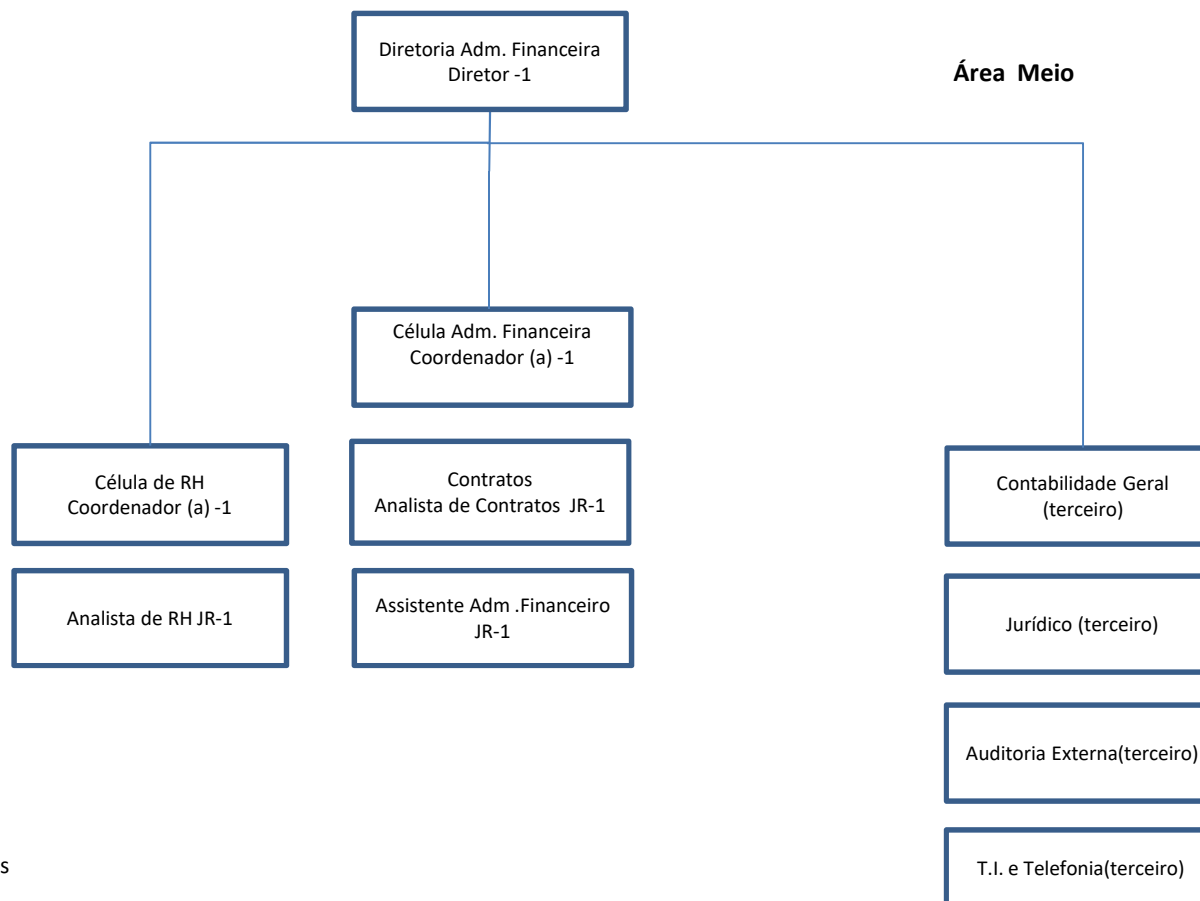 Diretoria Adm. Financeira
Diretor -1
Área Meio
Célula Adm. Financeira
Coordenador (a) -1
Célula de RH
Coordenador (a) -1
Contratos
Analista de Contratos JR-1
Contabilidade Geral
(terceiro)
Analista de RH JR-1
Assistente Adm .Financeiro
JR-1
Jurídico (terceiro)
Auditoria Externa(terceiro)
s
T.I. e Telefonia(terceiro)